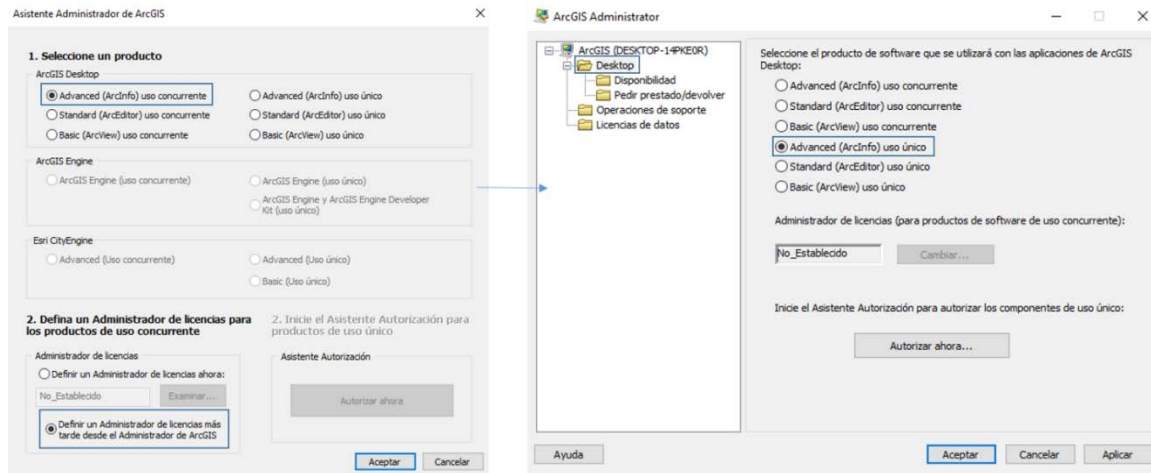 Asistente Administrador de ArcGIS
1. Seleccione un producto
ArcGIS Desktop
Advanced (ArcInfo) uso concurrente
Advanced (ArcInfo) uso único
Standard (ArcEditor) uso concurrente
Standard (ArcEditor) uso único
Basic (ArcView) uso concurrente
Basic (ArcView) uso único
ArcGIS Engine
ArcGIS Engine (uso concurrente)
ArcGIS Engine (uso único)
ArcGIS Engine y ArcGIS Engine Developer
Kit (uso único)
Esri CityEngine
Advanced (Uso concurrente)
Advanced (Uso único)
Basic (Uso único)
2. Defina un Administrador de licencias para
los productos de uso concurrente
2. Inicie el Asistente Autorización para
productos de uso único
Administrador de licencias
Definir un Administrador de licencias ahora:
No_Establecido
Examinar...
Definir un Administrador de licencias más
tarde desde el Administrador de ArcGIS
Asistente Autorización
Autorizar ahora
Aceptar
Cancelar
ArcGIS Administrator
ArcGIS (DESKTOP-14PKE0R)
Desktop
Disponibilidad
Pedir prestado/devolver
Operaciones de soporte
Licencias de datos
Seleccione el producto de software que se utilizará con las aplicaciones de ArcGIS
Desktop:
Advanced (ArcInfo) uso concurrente
Standard (ArcEditor) uso concurrente
Basic (ArcView) uso concurrente
Advanced (ArcInfo) uso único
Standard (ArcEditor) uso único
Basic (ArcView) uso único
Administrador de licencias (para productos de software de uso concurrente):
No_Establecido
Cambiar...
Inicie el Asistente Autorización para autorizar los componentes de uso único:
Autorizar ahora...
Ayuda
Aceptar
Cancelar
Aplicar